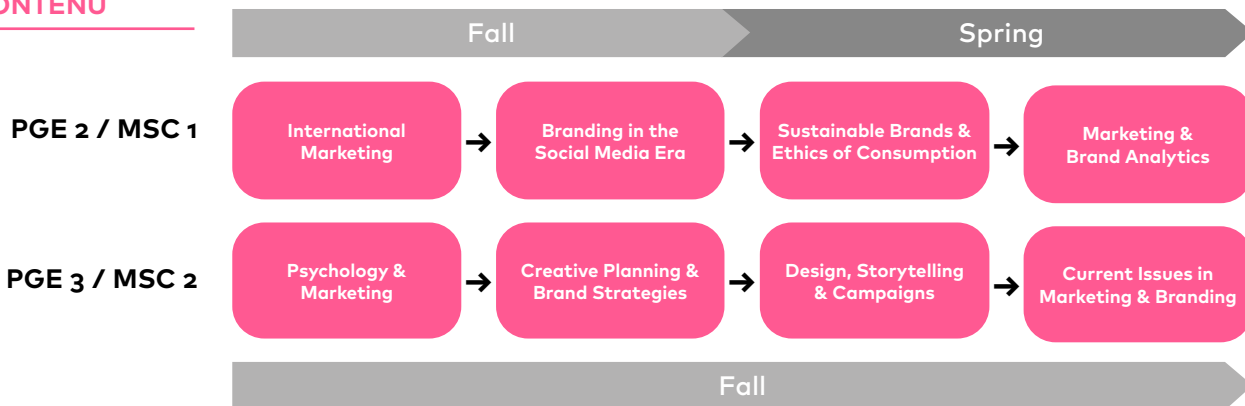 ONTENU
Fall
Spring
PGE 2 / MSC 1
International
Marketing
Branding in the
Social Media Era
Sustainable Brands &
Ethics of Consumption
Marketing &
Brand Analytics
PGE 3 / MSC 2
Psychology &
Marketing
Creative Planning &
Brand Strategies
Design, Storytelling
& Campaigns
Current Issues in
Marketing & Branding
Fall